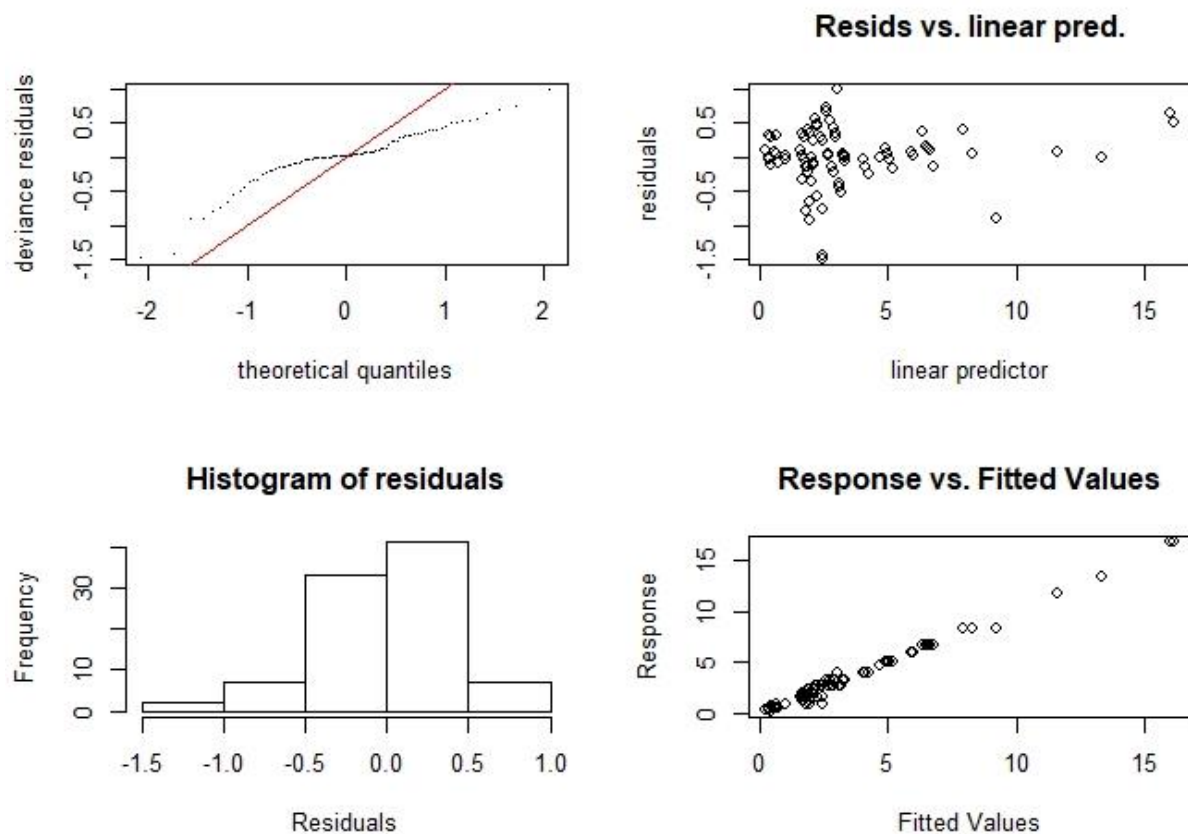 deviance residuals
0.5
-0.5
-1.5
-2 -1 0 1 2
theoretical quantiles
Resids vs. linear pred.
residuals
0.5
-0.5
-1.5
0 5 10 15
linear predictor
Histogram of residuals
Frequency
30
10
0
-1.5 -1.0 -0.5 0.0 0.5 1.0
Residuals
Response vs. Fitted Values
Response
15
10
5
0
0 5 10 15
Fitted Values